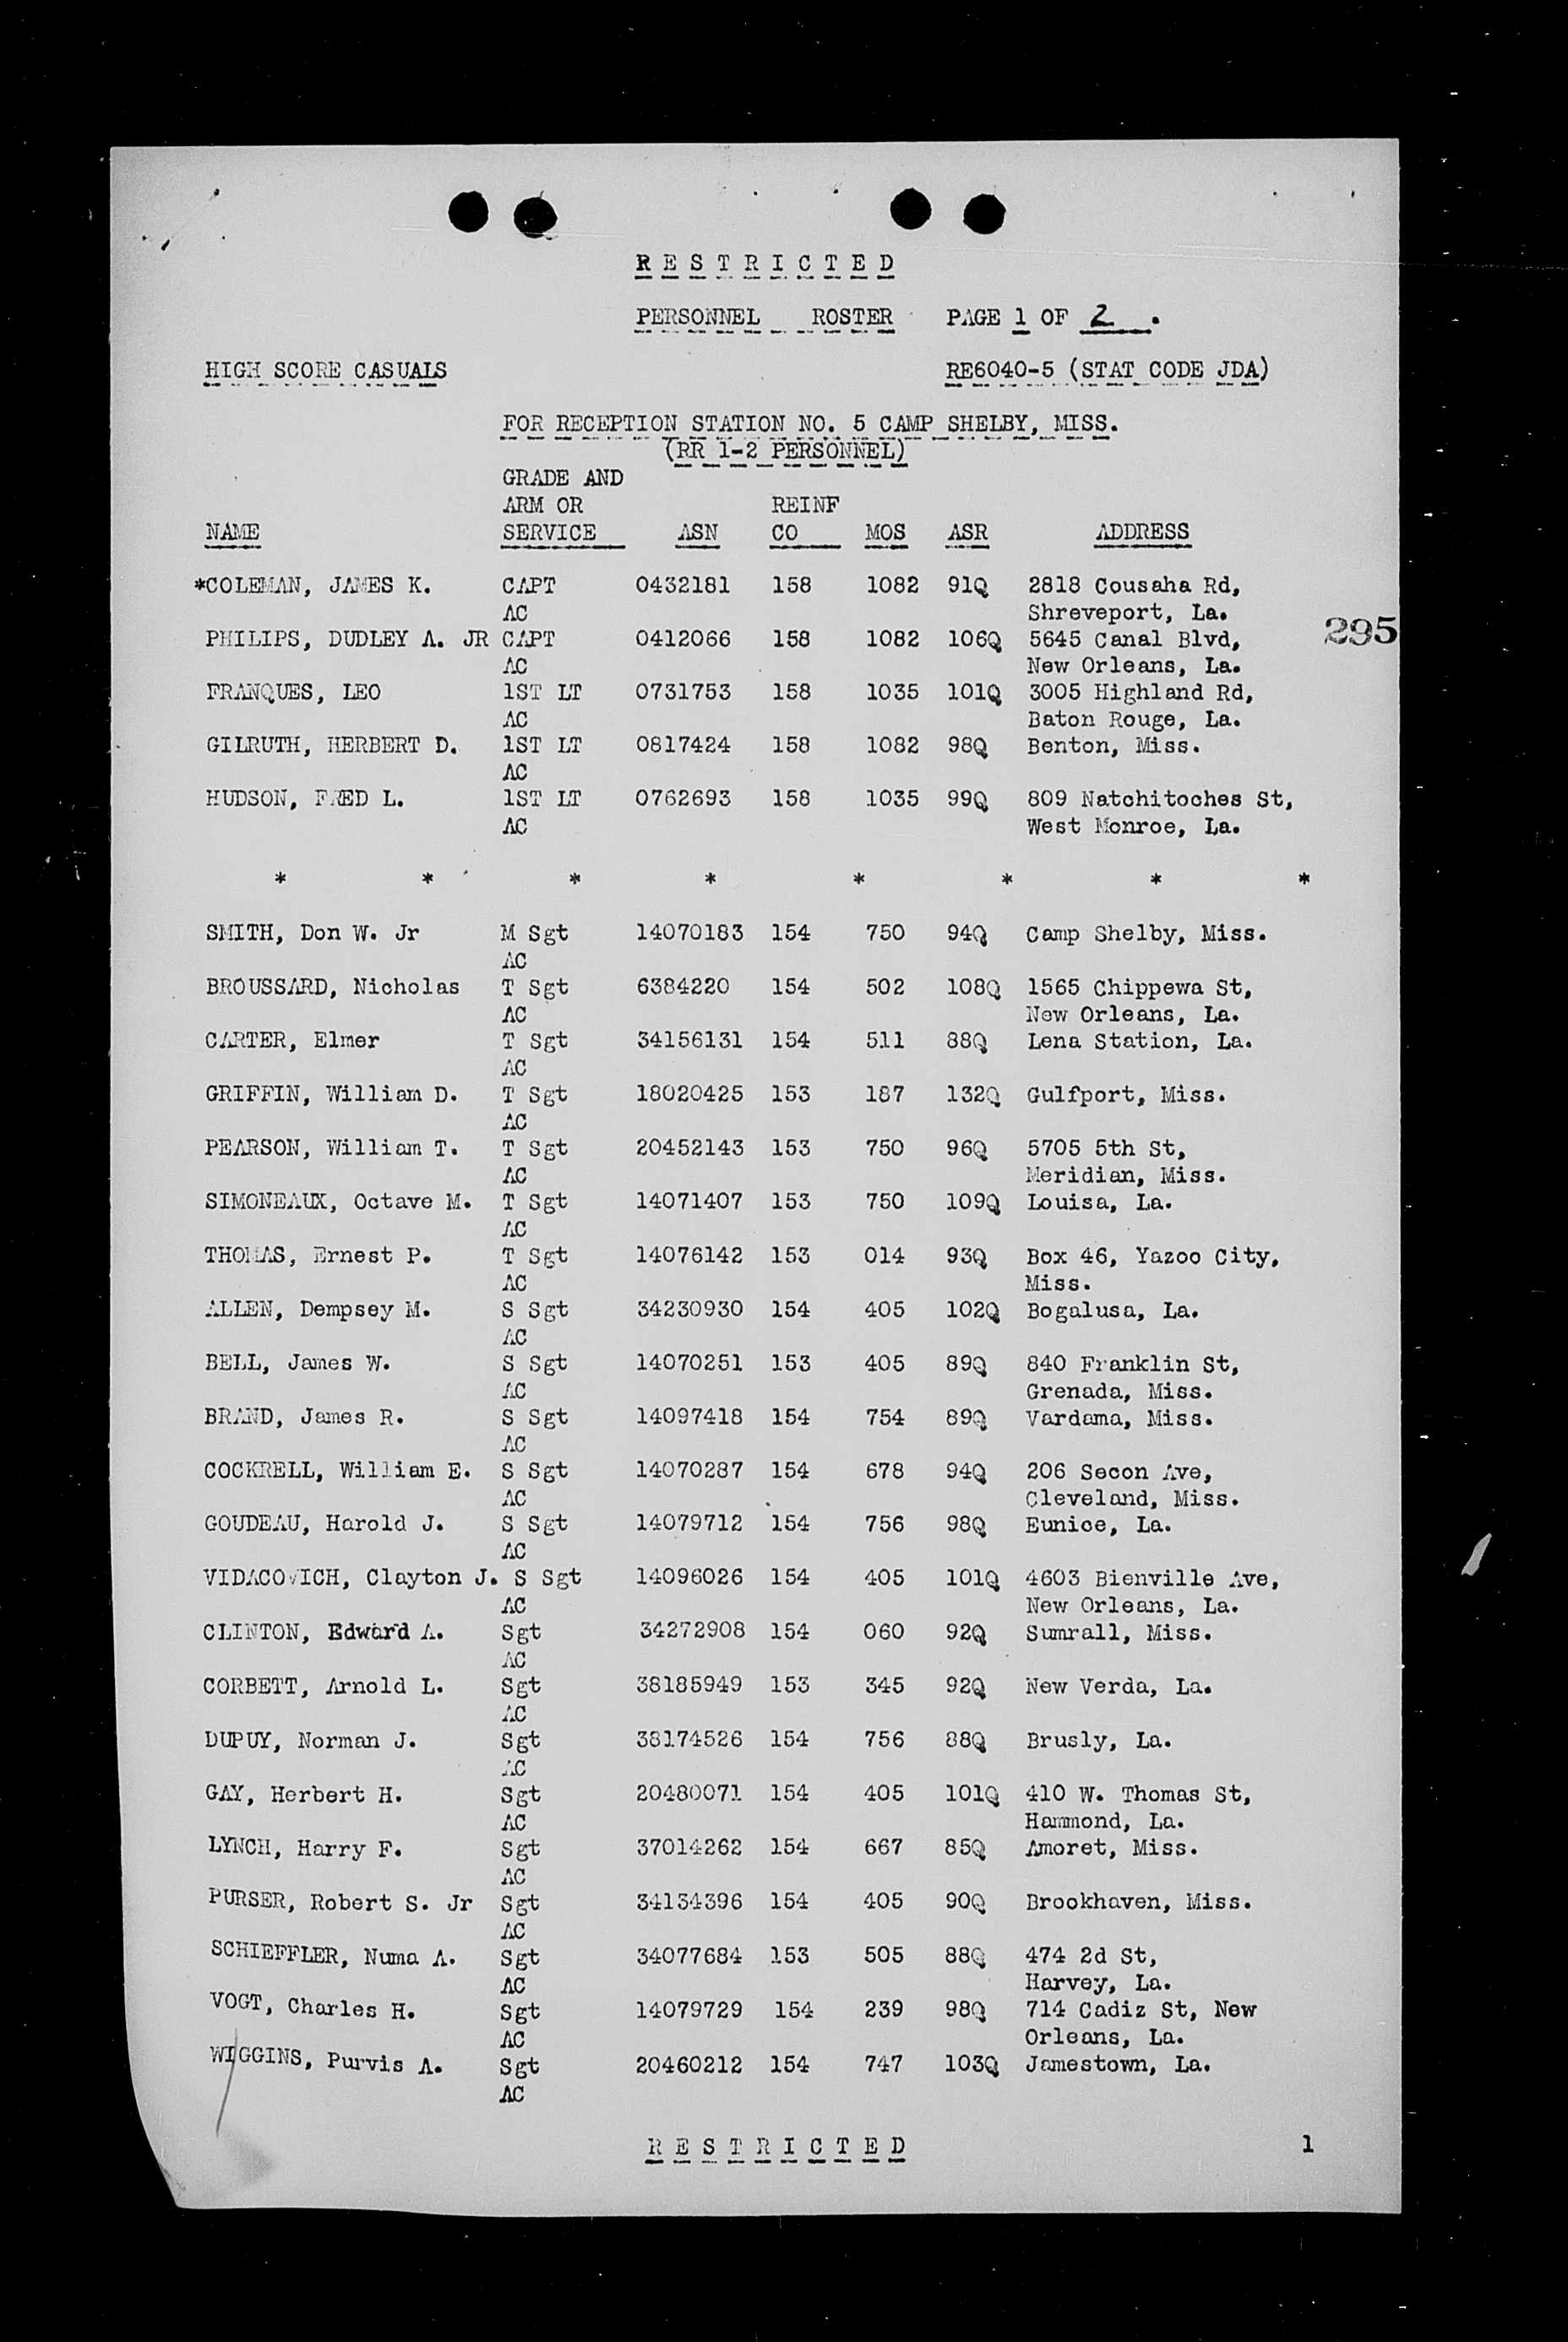 R E S T R I C T E D
PERSONNEL ROSTER PAGE 1 OF 2 .
HIGH SCORE CASUALS RE6040-5 (STAT CODE JDA)
FOR RECEPTION STATION NO. 5 CAMP SHELBY, MISS.
(RR 1-2 PERSONNEL)
GRADE AND
ARM OR REINF
NAME SERVICE ASN CO MOS ASR ADDRESS
*COLEMAN, JAMES K. CAPT 0432181 158 1082 91Q 2818 Cousaha Rd,
AC Shreveport, La.
295
PHILIPS, DUDLEY A. JR CAPT 0412066 158 1082 106Q 5645 Canal Blvd,
AC New Orleans, La.
FRANQUES, LEO 1ST LT 0731753 158 1035 101Q 3005 Highland Rd,
AC Baton Rouge, La.
GILRUTH, HERBERT D. 1ST LT 0817424 158 1082 98Q Benton, Miss.
AC
HUDSON, FRED L. 1ST LT 0762693 158 1035 99Q 809 Natchitoches St,
AC West Monroe, La.
* * * * * * * *
SMITH, Don W. Jr M Sgt 14070183 154 750 94Q Camp Shelby, Miss.
AC
BROUSSARD, Nicholas T Sgt 6384220 154 502 108Q 1565 Chippewa St,
AC New Orleans, La.
CARTER, Elmer T Sgt 34156131 154 511 88Q Lena Station, La.
AC
GRIFFIN, William D. T Sgt 18020425 153 187 132Q Gulfport, Miss.
AC
PEARSON, William T. T Sgt 20452143 153 750 96Q 5705 5th St,
AC Meridian, Miss.
SIMONEAUX, Octave M. T Sgt 14071407 153 750 109Q Louisa, La.
AC
THOMAS, Ernest P. T Sgt 14076142 153 014 93Q Box 46, Yazoo City,
AC Miss.
ALLEN, Dempsey M. S Sgt 34230930 154 405 102Q Bogalusa, La.
AC
BELL, James W. S Sgt 14070251 153 405 89Q 840 Franklin St,
AC Grenada, Miss.
BRAND, James R. S Sgt 14097418 154 754 89Q Vardama, Miss.
AC
COCKRELL, William E. S Sgt 14070287 154 678 94Q 206 Secon Ave,
AC Cleveland, Miss.
GOUDEAU, Harold J. S Sgt 14079712 154 756 98Q Eunice, La.
AC
VIDACOVICH, Clayton J. S Sgt 14096026 154 405 101Q 4603 Bienville Ave,
AC New Orleans, La.
CLINTON, Edward A. Sgt 34272908 154 060 92Q Sumrall, Miss.
AC
CORBETT, Arnold L. Sgt 38185949 153 345 92Q New Verda, La.
AC
DUPUY, Norman J. Sgt 38174526 154 756 88Q Brusly, La.
AC
GAY, Herbert H. Sgt 20480071 154 405 101Q 410 W. Thomas St,
AC Hammond, La.
LYNCH, Harry F. Sgt 37014262 154 667 85Q Amoret, Miss.
AC
PURSER, Robert S. Jr Sgt 34134396 154 405 90Q Brookhaven, Miss.
AC
SCHIEFFLER, Numa A. Sgt 34077684 153 505 88Q 474 2d St,
AC Harvey, La.
VOGT, Charles H. Sgt 14079729 154 239 98Q 714 Cadiz St, New
AC Orleans, La.
WIGGINS, Purvis A. Sgt 20460212 154 747 103Q Jamestown, La.
AC
R E S T R I C T E D 1